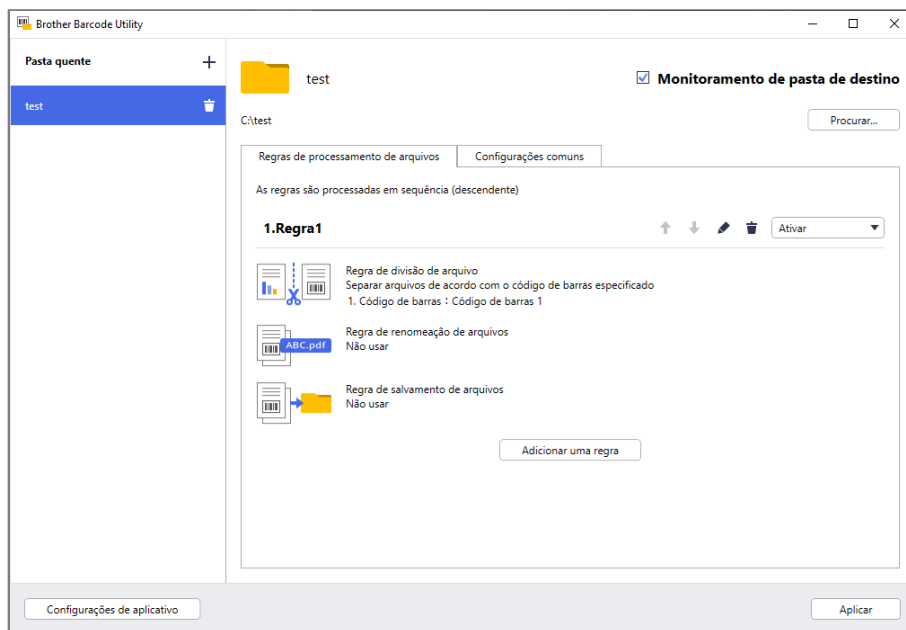 Brother Barcode Utility
Pasta quente
test
test
Monitoramento de pasta de destino
C:\test
Procurar...
Regras de processamento de arquivos
Configurações comuns
As regras são processadas em sequência (descendente)
1.Regra1
Ativar
Regra de divisão de arquivo
Separar arquivos de acordo com o código de barras especificado
1. Código de barras : Código de barras 1
ABC.pdf
Regra de renomeação de arquivos
Não usar
Regra de salvamento de arquivos
Não usar
Adicionar uma regra
Configurações de aplicativo
Aplicar